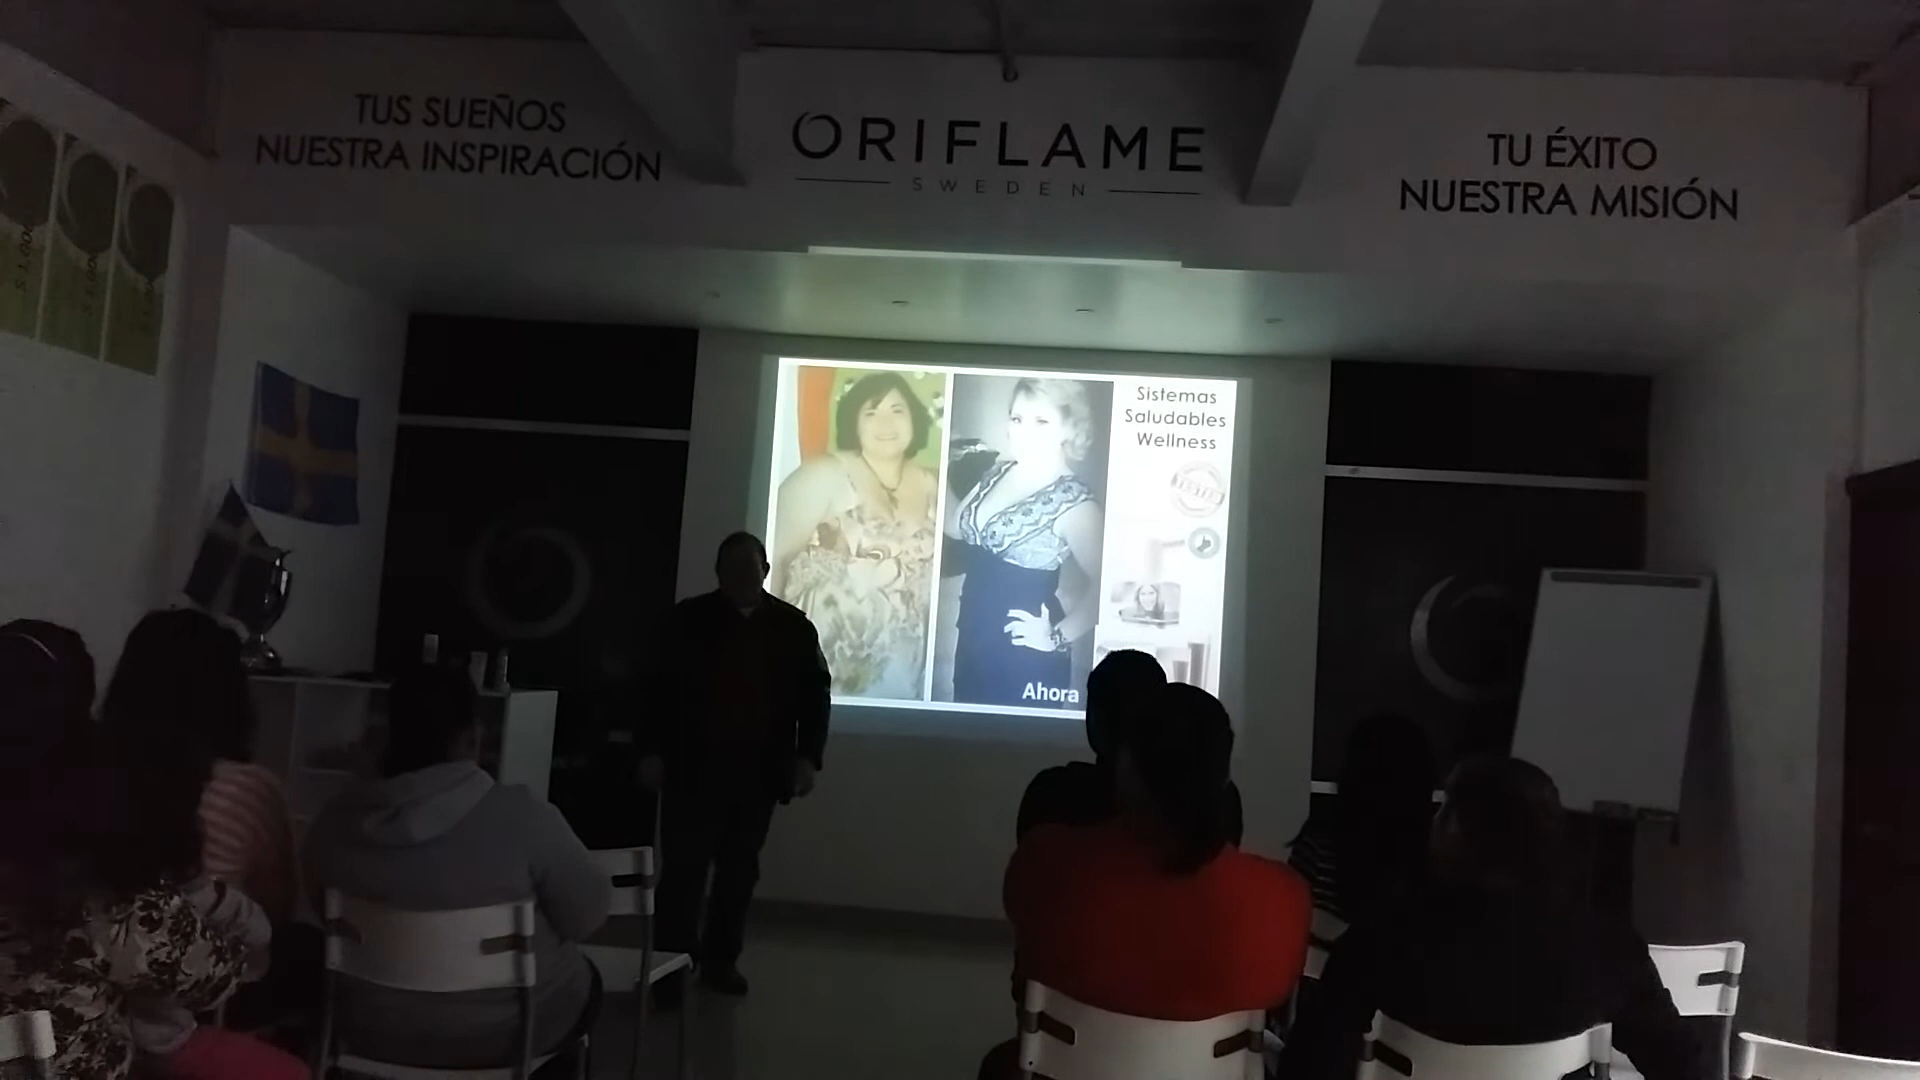 TUS SUEÑOS
NUESTRA INSPIRACIÓN
ORIFLAME
SWEDEN
TU ÉXITO
NUESTRA MISIÓN
Sistemas
Saludables
Wellness
Ahora